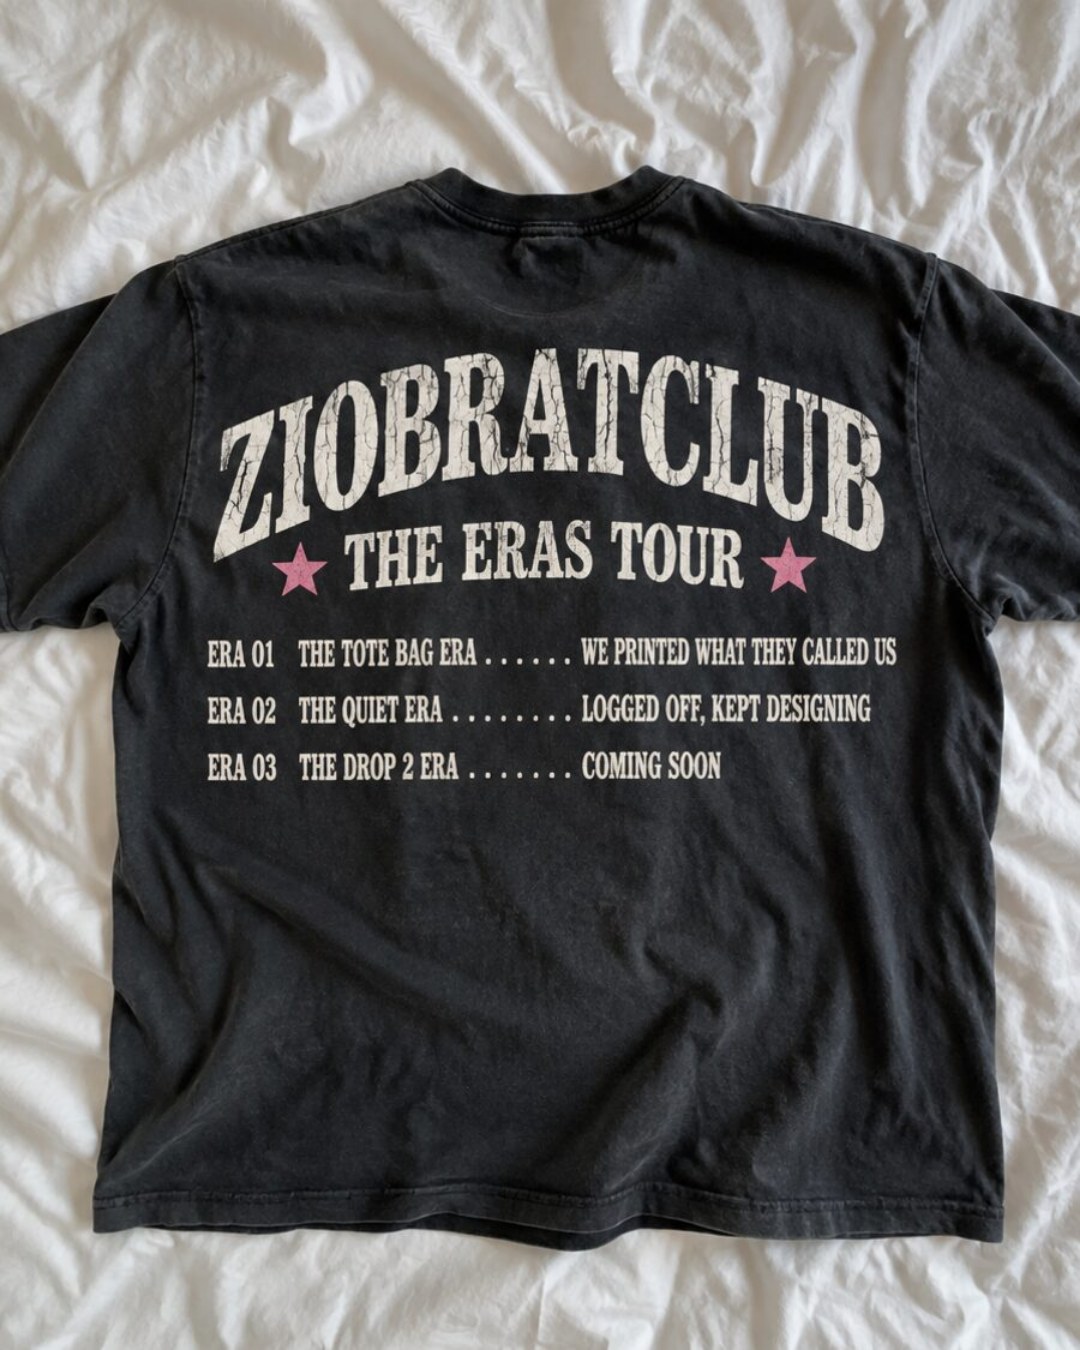 ZIOBRATCLUB
THE ERAS TOUR
ERA 01 THE TOTE BAG ERA . . . . . . WE PRINTED WHAT THEY CALLED US
ERA 02 THE QUIET ERA . . . . . . . . LOGGED OFF, KEPT DESIGNING
ERA 03 THE DROP 2 ERA . . . . . . . COMING SOON